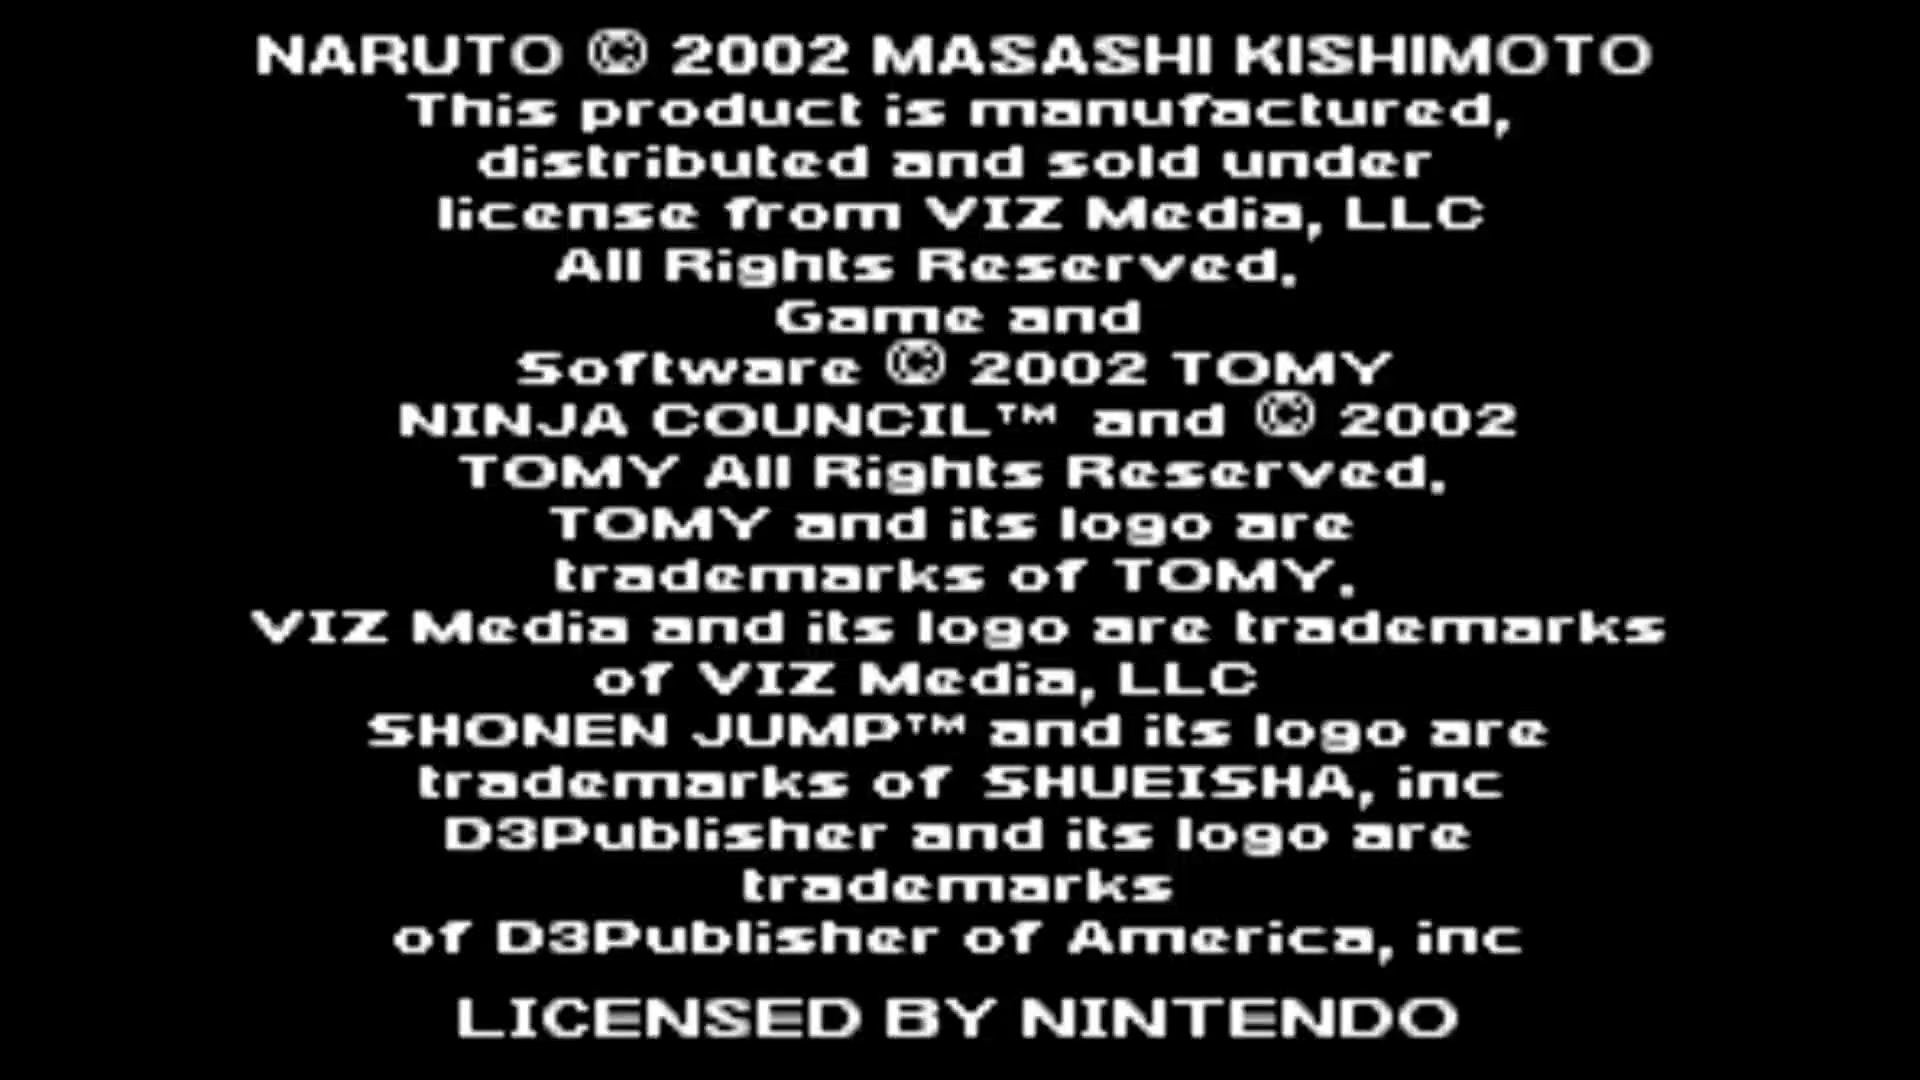 NARUTO © 2002 MASASHI KISHIMOTO
This product is manufactured,
distributed and sold under
license from VIZ Media, LLC
All Rights Reserved.
Game and
Software © 2002 TOMY
NINJA COUNCIL™ and © 2002
TOMY All Rights Reserved.
TOMY and its logo are
trademarks of TOMY.
VIZ Media and its logo are trademarks
of VIZ Media, LLC
SHONEN JUMP™ and its logo are
trademarks of SHUEISHA, inc
D3Publisher and its logo are
trademarks
of D3Publisher of America, inc
LICENSED BY NINTENDO